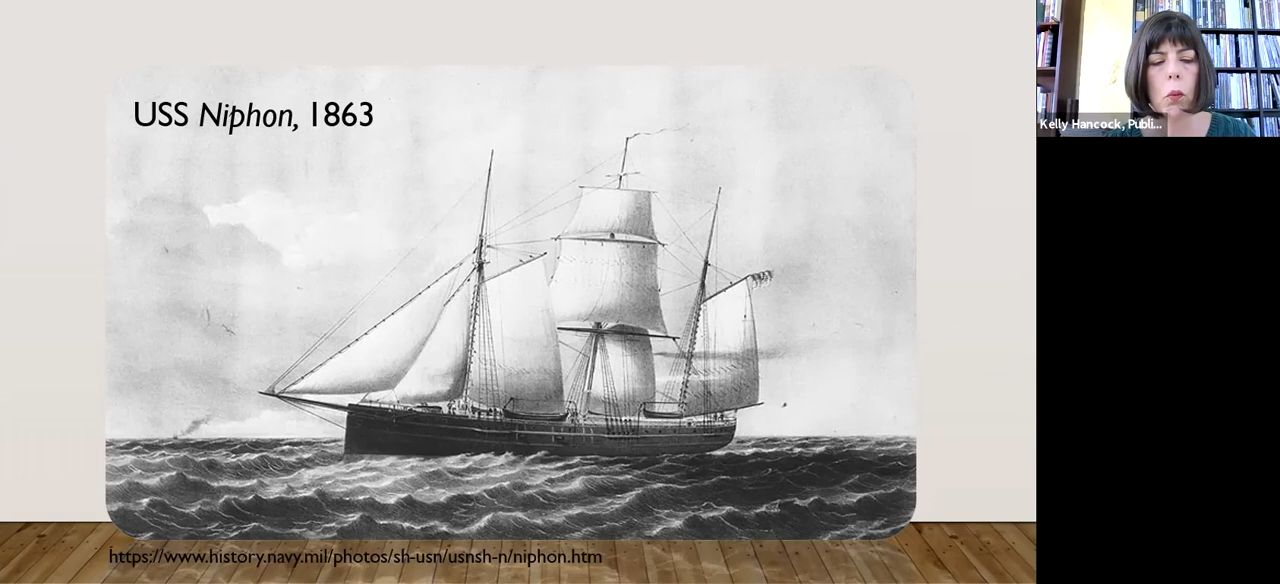 USS Niphon, 1863
Kelly Hancock, Publi...
https://www.history.navy.mil/photos/sh-usn/usnsh-n/niphon.htm